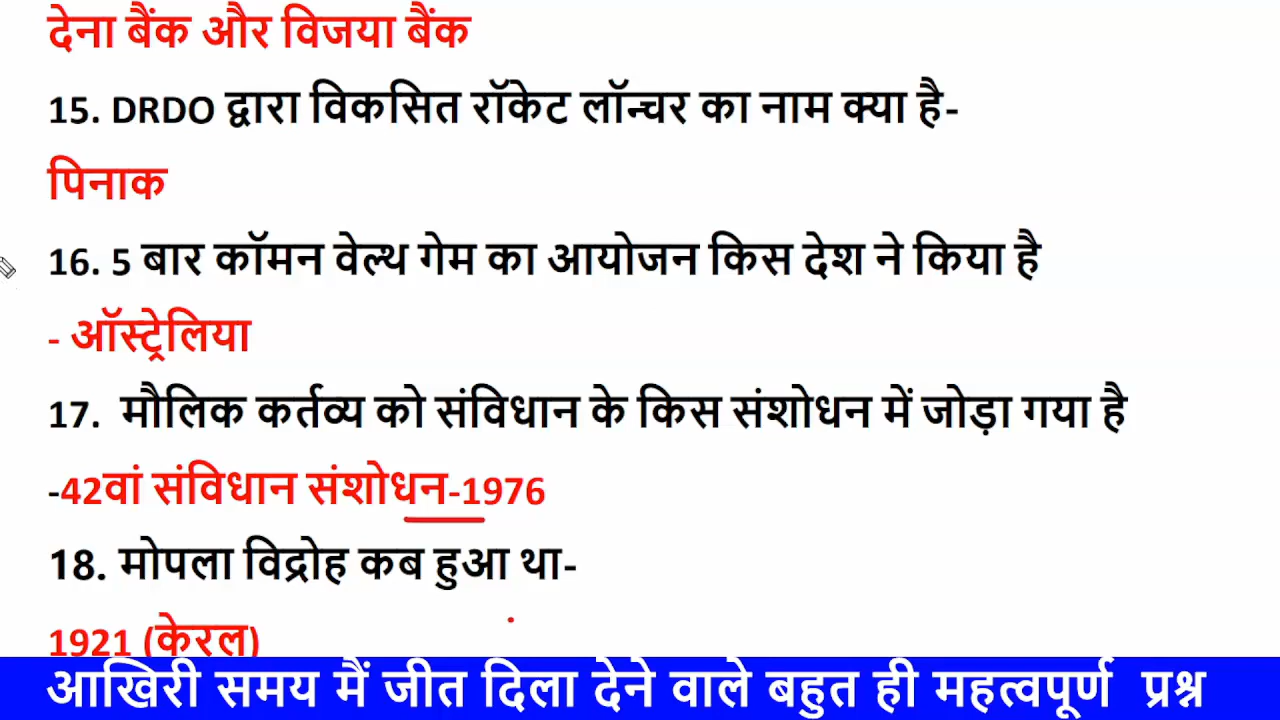 देना बैंक और विजया बैंक
15. DRDO द्वारा विकसित रॉकेट लॉन्चर का नाम क्या है-
पिनाक
16. 5 बार कॉमन वेल्थ गेम का आयोजन किस देश ने किया है
- ऑस्ट्रेलिया
17. मौलिक कर्तव्य को संविधान के किस संशोधन में जोड़ा गया है
-42वां संविधान संशोधन-1976
18. मोपला विद्रोह कब हुआ था-
1921 (केरल)
आखिरी समय मैं जीत दिला देने वाले बहुत ही महत्वपूर्ण प्रश्न